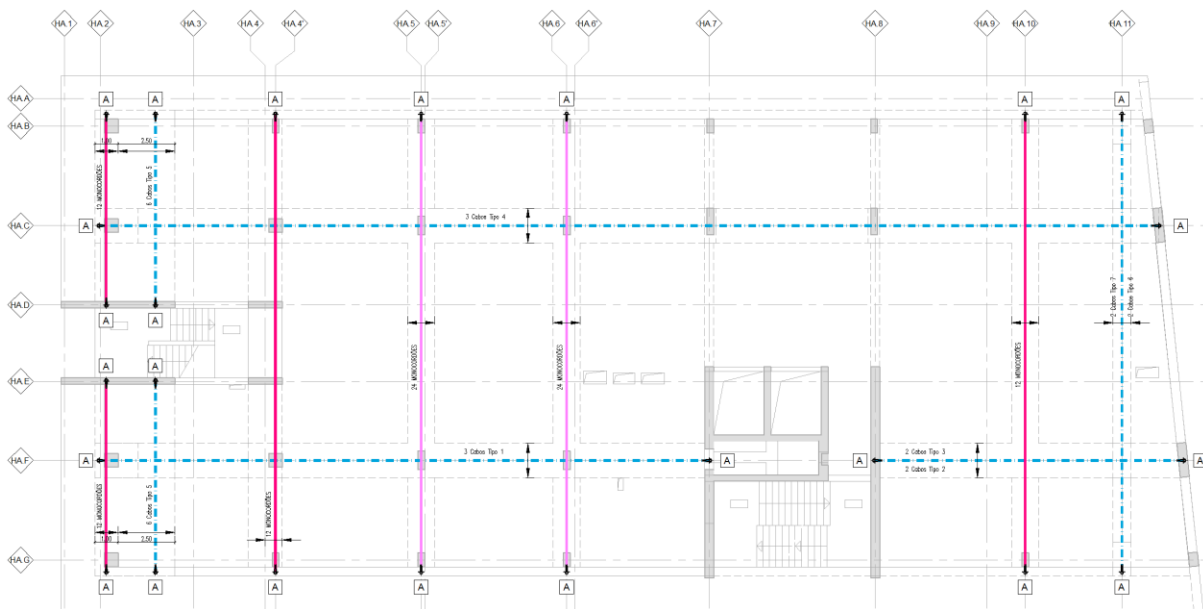 HA.1 HA.2 HA.3 HA.4 HA.4' HA.5 HA.5' HA.6 HA.6' HA.7 HA.8 HA.9 HA.10 HA.11
HA.A
A A A A A A A
HA.B
1,00 2,50
12 MONOCORDÕES
6 Cabos Tipo 5
HA.C
A
3 Cabos Tipo 4
A
HA.D
A A
2 Cabos Tipo 7
2 Cabos Tipo 6
24 MONOCORDÕES
24 MONOCORDÕES
12 MONOCORDÕES
A A
HA.E
3 Cabos Tipo 1
2 Cabos Tipo 3
HA.F
A A A A
2 Cabos Tipo 2
12 MONOCORDÕES
6 Cabos Tipo 5
12 MONOCORDÕES
1,00 2,50
HA.G
A A A A A A A